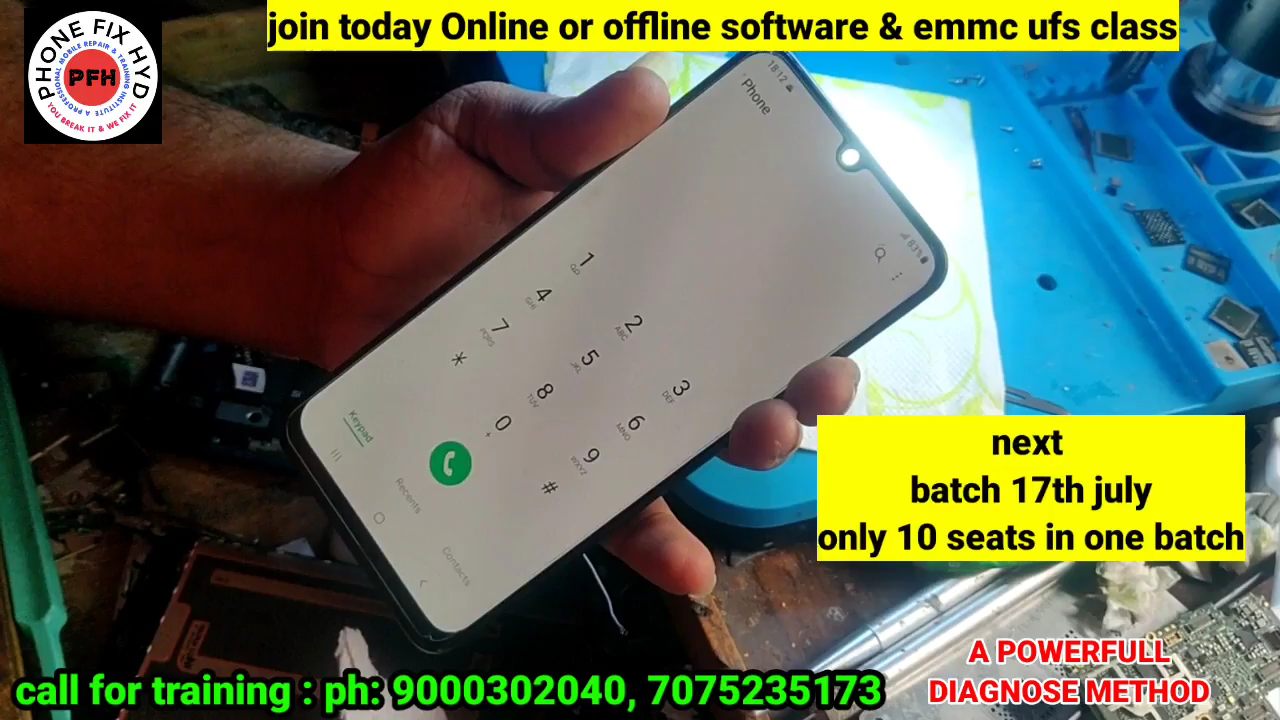 join today Online or offline software & emmc ufs class
PHONE FIX HYD
A PROFESSIONAL MOBILE REPAIR & TRAINING INSTITUTE
PFH
YOU BREAK IT & WE FIX IT
18:12
83%
Phone
1
2 ABC
3 DEF
4 GHI
5 JKL
6 MNO
7 PQRS
8 TUV
9 WXYZ
*
0 +
#
Keypad
Recents
Contacts
next
batch 17th july
only 10 seats in one batch
A POWERFULL
DIAGNOSE METHOD
call for training : ph: 9000302040, 7075235173